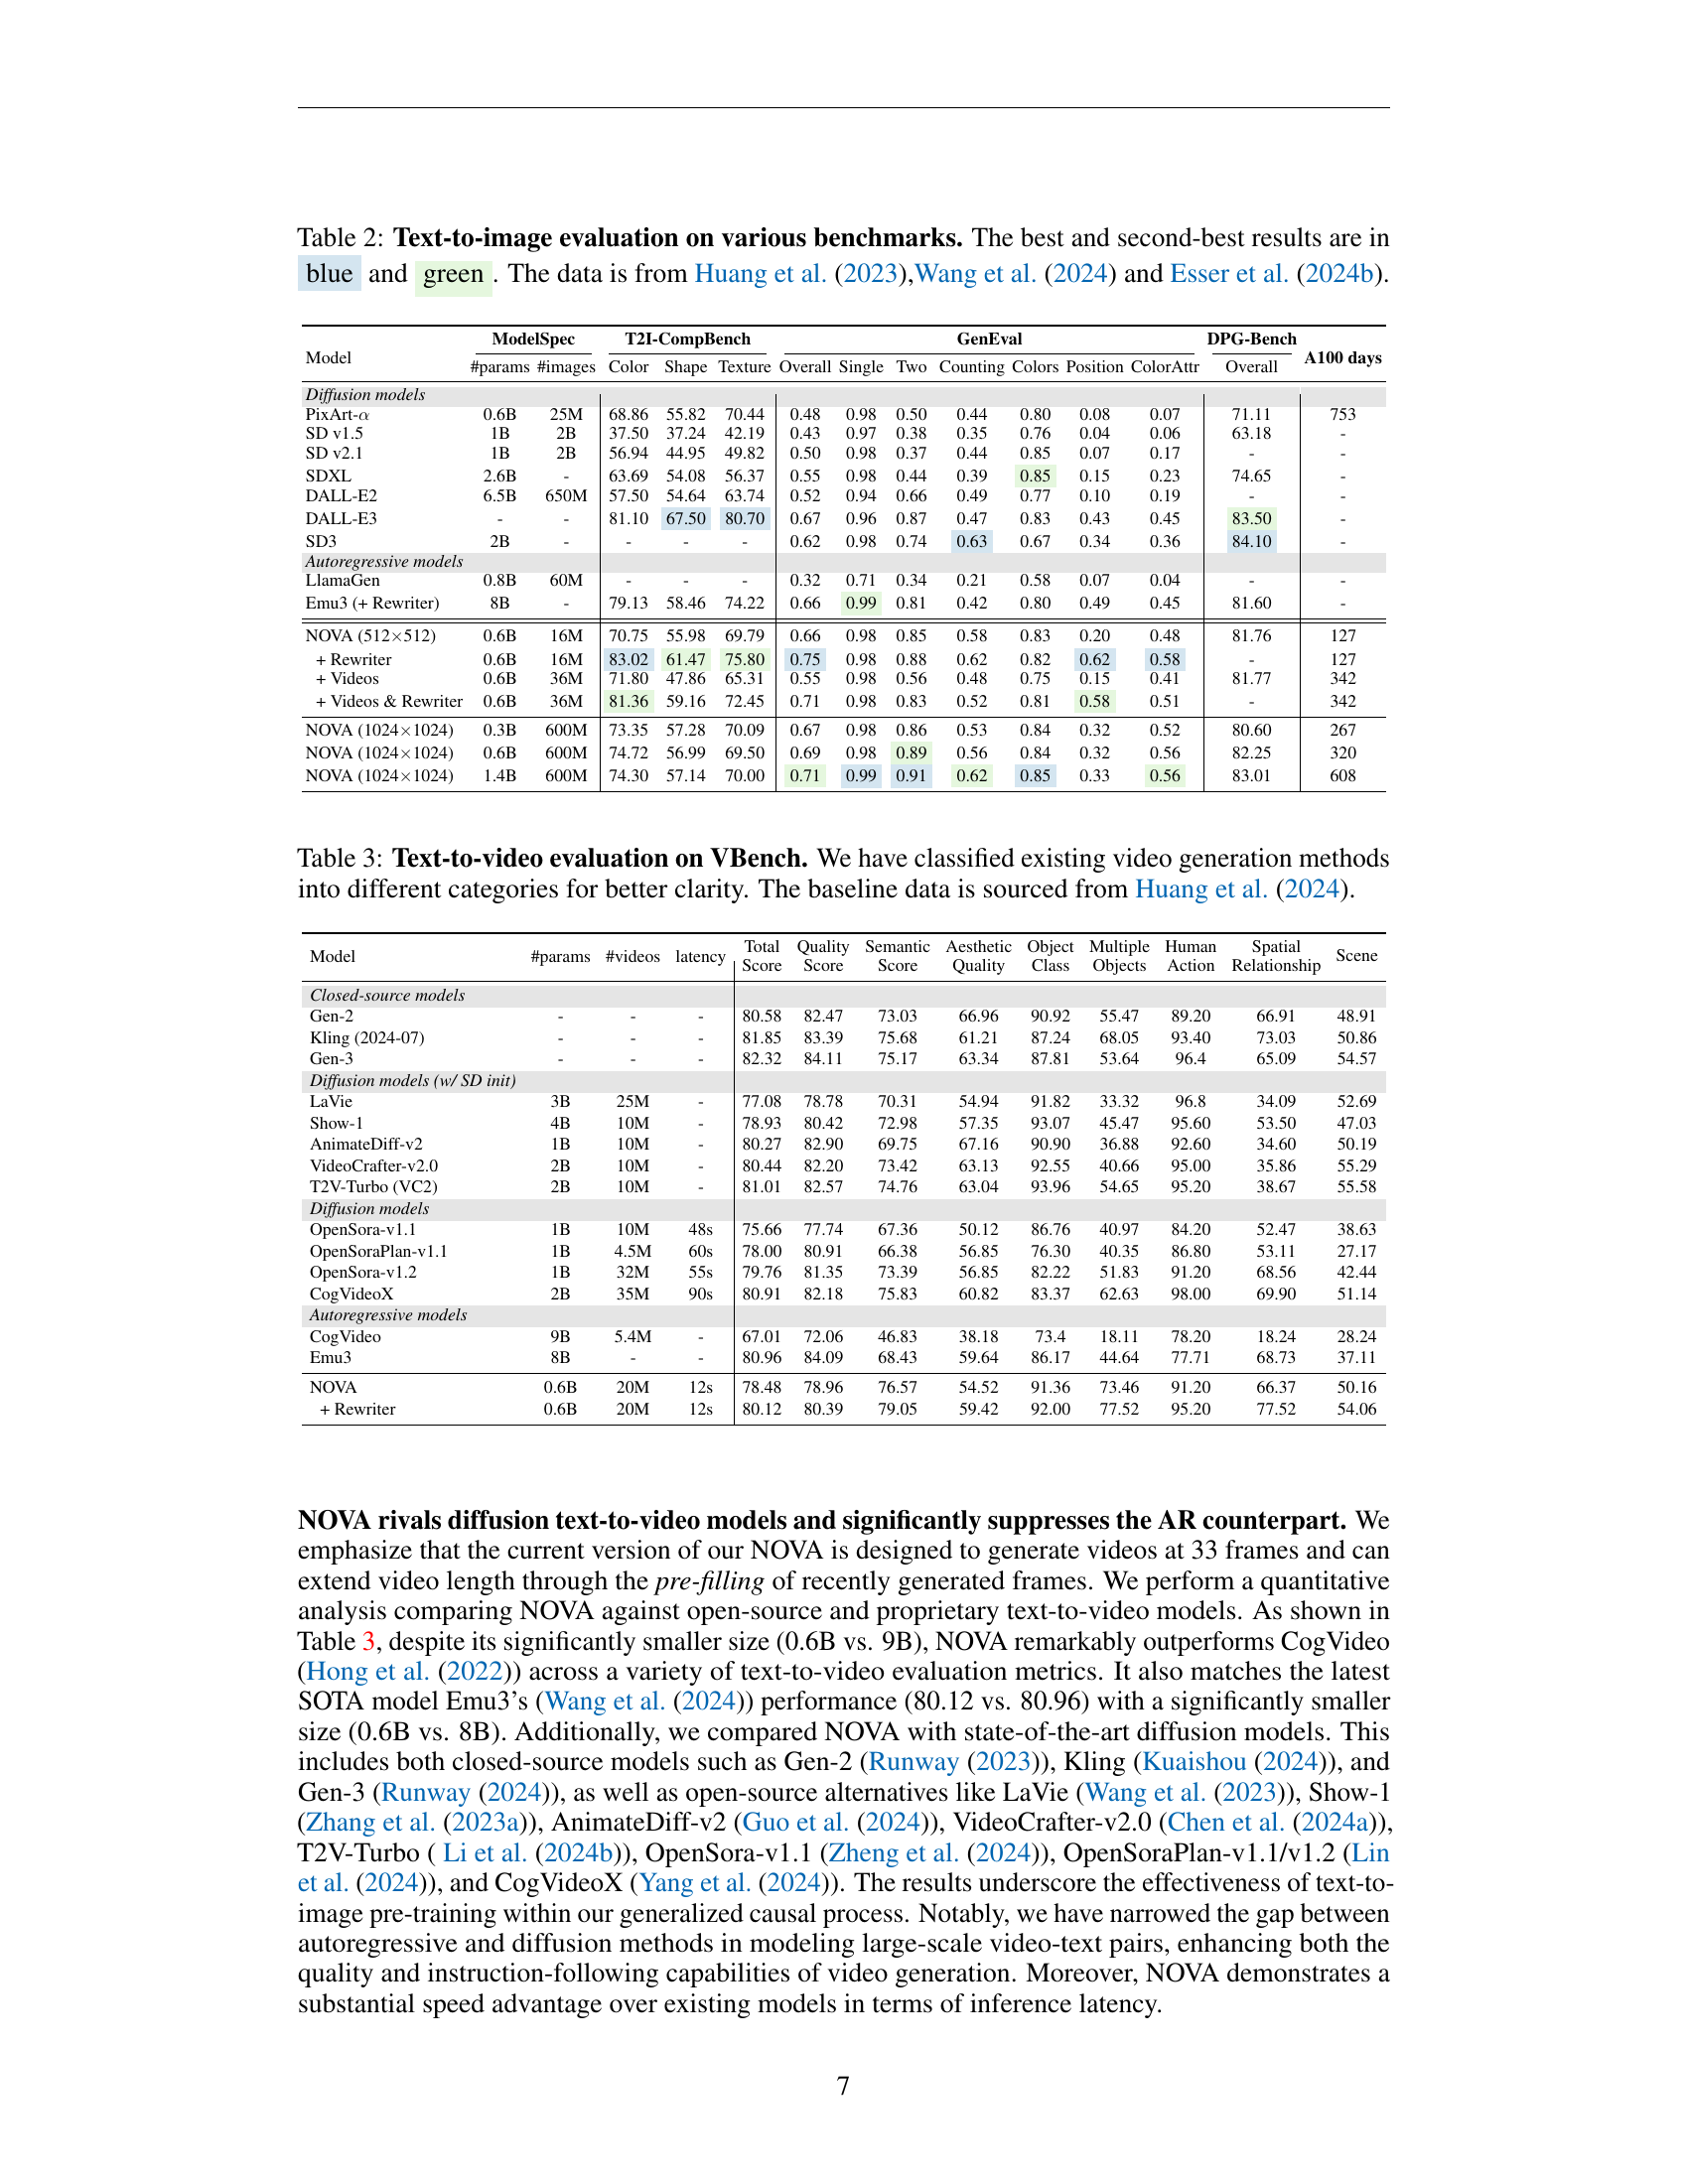 Table 2: Text-to-image evaluation on various benchmarks. The best and second-best results are in
blue and green . The data is from Huang et al. (2023),Wang et al. (2024) and Esser et al. (2024b).
Model ModelSpec T2I-CompBench GenEval DPG-Bench A100 days
#params #images Color Shape Texture Overall Single Two Counting Colors Position ColorAttr Overall
Diffusion models
PixArt-α 0.6B 25M 68.86 55.82 70.44 0.48 0.98 0.50 0.44 0.80 0.08 0.07 71.11 753
SD v1.5 1B 2B 37.50 37.24 42.19 0.43 0.97 0.38 0.35 0.76 0.04 0.06 63.18 -
SD v2.1 1B 2B 56.94 44.95 49.82 0.50 0.98 0.37 0.44 0.85 0.07 0.17 - -
SDXL 2.6B - 63.69 54.08 56.37 0.55 0.98 0.44 0.39 0.85 0.15 0.23 74.65 -
DALL-E2 6.5B 650M 57.50 54.64 63.74 0.52 0.94 0.66 0.49 0.77 0.10 0.19 - -
DALL-E3 - - 81.10 67.50 80.70 0.67 0.96 0.87 0.47 0.83 0.43 0.45 83.50 -
SD3 2B - - - - 0.62 0.98 0.74 0.63 0.67 0.34 0.36 84.10 -
Autoregressive models
LlamaGen 0.8B 60M - - - 0.32 0.71 0.34 0.21 0.58 0.07 0.04 - -
Emu3 (+ Rewriter) 8B - 79.13 58.46 74.22 0.66 0.99 0.81 0.42 0.80 0.49 0.45 81.60 -
NOVA (512×512) 0.6B 16M 70.75 55.98 69.79 0.66 0.98 0.85 0.58 0.83 0.20 0.48 81.76 127
+ Rewriter 0.6B 16M 83.02 61.47 75.80 0.75 0.98 0.88 0.62 0.82 0.62 0.58 - 127
+ Videos 0.6B 36M 71.80 47.86 65.31 0.55 0.98 0.56 0.48 0.75 0.15 0.41 81.77 342
+ Videos & Rewriter 0.6B 36M 81.36 59.16 72.45 0.71 0.98 0.83 0.52 0.81 0.58 0.51 - 342
NOVA (1024×1024) 0.3B 600M 73.35 57.28 70.09 0.67 0.98 0.86 0.53 0.84 0.32 0.52 80.60 267
NOVA (1024×1024) 0.6B 600M 74.72 56.99 69.50 0.69 0.98 0.89 0.56 0.84 0.32 0.56 82.25 320
NOVA (1024×1024) 1.4B 600M 74.30 57.14 70.00 0.71 0.99 0.91 0.62 0.85 0.33 0.56 83.01 608
Table 3: Text-to-video evaluation on VBench. We have classified existing video generation methods
into different categories for better clarity. The baseline data is sourced from Huang et al. (2024).
Model #params #videos latency Total Quality Semantic Aesthetic Object Multiple Human Spatial Scene
Score Score Score Quality Class Objects Action Relationship
Closed-source models
Gen-2 - - - 80.58 82.47 73.03 66.96 90.92 55.47 89.20 66.91 48.91
Kling (2024-07) - - - 81.85 83.39 75.68 61.21 87.24 68.05 93.40 73.03 50.86
Gen-3 - - - 82.32 84.11 75.17 63.34 87.81 53.64 96.4 65.09 54.57
Diffusion models (w/ SD init)
LaVie 3B 25M - 77.08 78.78 70.31 54.94 91.82 33.32 96.8 34.09 52.69
Show-1 4B 10M - 78.93 80.42 72.98 57.35 93.07 45.47 95.60 53.50 47.03
AnimateDiff-v2 1B 10M - 80.27 82.90 69.75 67.16 90.90 36.88 92.60 34.60 50.19
VideoCrafter-v2.0 2B 10M - 80.44 82.20 73.42 63.13 92.55 40.66 95.00 35.86 55.29
T2V-Turbo (VC2) 2B 10M - 81.01 82.57 74.76 63.04 93.96 54.65 95.20 38.67 55.58
Diffusion models
OpenSora-v1.1 1B 10M 48s 75.66 77.74 67.36 50.12 86.76 40.97 84.20 52.47 38.63
OpenSoraPlan-v1.1 1B 4.5M 60s 78.00 80.91 66.38 56.85 76.30 40.35 86.80 53.11 27.17
OpenSora-v1.2 1B 32M 55s 79.76 81.35 73.39 56.85 82.22 51.83 91.20 68.56 42.44
CogVideoX 2B 35M 90s 80.91 82.18 75.83 60.82 83.37 62.63 98.00 69.90 51.14
Autoregressive models
CogVideo 9B 5.4M - 67.01 72.06 46.83 38.18 73.4 18.11 78.20 18.24 28.24
Emu3 8B - - 80.96 84.09 68.43 59.64 86.17 44.64 77.71 68.73 37.11
NOVA 0.6B 20M 12s 78.48 78.96 76.57 54.52 91.36 73.46 91.20 66.37 50.16
+ Rewriter 0.6B 20M 12s 80.12 80.39 79.05 59.42 92.00 77.52 95.20 77.52 54.06
NOVA rivals diffusion text-to-video models and significantly suppresses the AR counterpart. We
emphasize that the current version of our NOVA is designed to generate videos at 33 frames and can
extend video length through the pre-filling of recently generated frames. We perform a quantitative
analysis comparing NOVA against open-source and proprietary text-to-video models. As shown in
Table 3, despite its significantly smaller size (0.6B vs. 9B), NOVA remarkably outperforms CogVideo
(Hong et al. (2022)) across a variety of text-to-video evaluation metrics. It also matches the latest
SOTA model Emu3's (Wang et al. (2024)) performance (80.12 vs. 80.96) with a significantly smaller
size (0.6B vs. 8B). Additionally, we compared NOVA with state-of-the-art diffusion models. This
includes both closed-source models such as Gen-2 (Runway (2023)), Kling (Kuaishou (2024)), and
Gen-3 (Runway (2024)), as well as open-source alternatives like LaVie (Wang et al. (2023)), Show-1
(Zhang et al. (2023a)), AnimateDiff-v2 (Guo et al. (2024)), VideoCrafter-v2.0 (Chen et al. (2024a)),
T2V-Turbo ( Li et al. (2024b)), OpenSora-v1.1 (Zheng et al. (2024)), OpenSoraPlan-v1.1/v1.2 (Lin
et al. (2024)), and CogVideoX (Yang et al. (2024)). The results underscore the effectiveness of text-to-
image pre-training within our generalized causal process. Notably, we have narrowed the gap between
autoregressive and diffusion methods in modeling large-scale video-text pairs, enhancing both the
quality and instruction-following capabilities of video generation. Moreover, NOVA demonstrates a
substantial speed advantage over existing models in terms of inference latency.
7